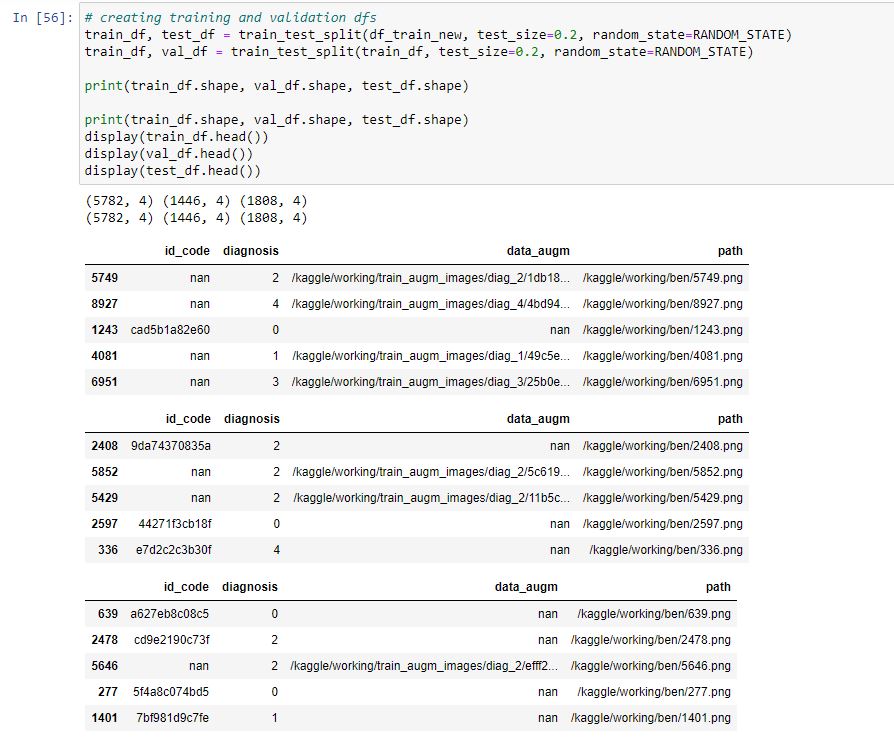 In [56]: # creating training and validation dfs
train_df, test_df = train_test_split(df_train_new, test_size=0.2, random_state=RANDOM_STATE)
train_df, val_df = train_test_split(train_df, test_size=0.2, random_state=RANDOM_STATE)
print(train_df.shape, val_df.shape, test_df.shape)
print(train_df.shape, val_df.shape, test_df.shape)
display(train_df.head())
display(val_df.head())
display(test_df.head())
(5782, 4) (1446, 4) (1808, 4)
(5782, 4) (1446, 4) (1808, 4)
id_code diagnosis data_augm path
5749 nan 2 /kaggle/working/train_augm_images/diag_2/1db18... /kaggle/working/ben/5749.png
8927 nan 4 /kaggle/working/train_augm_images/diag_4/4bd94... /kaggle/working/ben/8927.png
1243 cad5b1a82e60 0 nan /kaggle/working/ben/1243.png
4081 nan 1 /kaggle/working/train_augm_images/diag_1/49c5e... /kaggle/working/ben/4081.png
6951 nan 3 /kaggle/working/train_augm_images/diag_3/25b0e... /kaggle/working/ben/6951.png
id_code diagnosis data_augm path
2408 9da74370835a 2 nan /kaggle/working/ben/2408.png
5852 nan 2 /kaggle/working/train_augm_images/diag_2/5c619... /kaggle/working/ben/5852.png
5429 nan 2 /kaggle/working/train_augm_images/diag_2/11b5c... /kaggle/working/ben/5429.png
2597 44271f3cb18f 0 nan /kaggle/working/ben/2597.png
336 e7d2c2c3b30f 4 nan /kaggle/working/ben/336.png
id_code diagnosis data_augm path
639 a627eb8c08c5 0 nan /kaggle/working/ben/639.png
2478 cd9e2190c73f 2 nan /kaggle/working/ben/2478.png
5646 nan 2 /kaggle/working/train_augm_images/diag_2/efff2... /kaggle/working/ben/5646.png
277 5f4a8c074bd5 0 nan /kaggle/working/ben/277.png
1401 7bf981d9c7fe 1 nan /kaggle/working/ben/1401.png